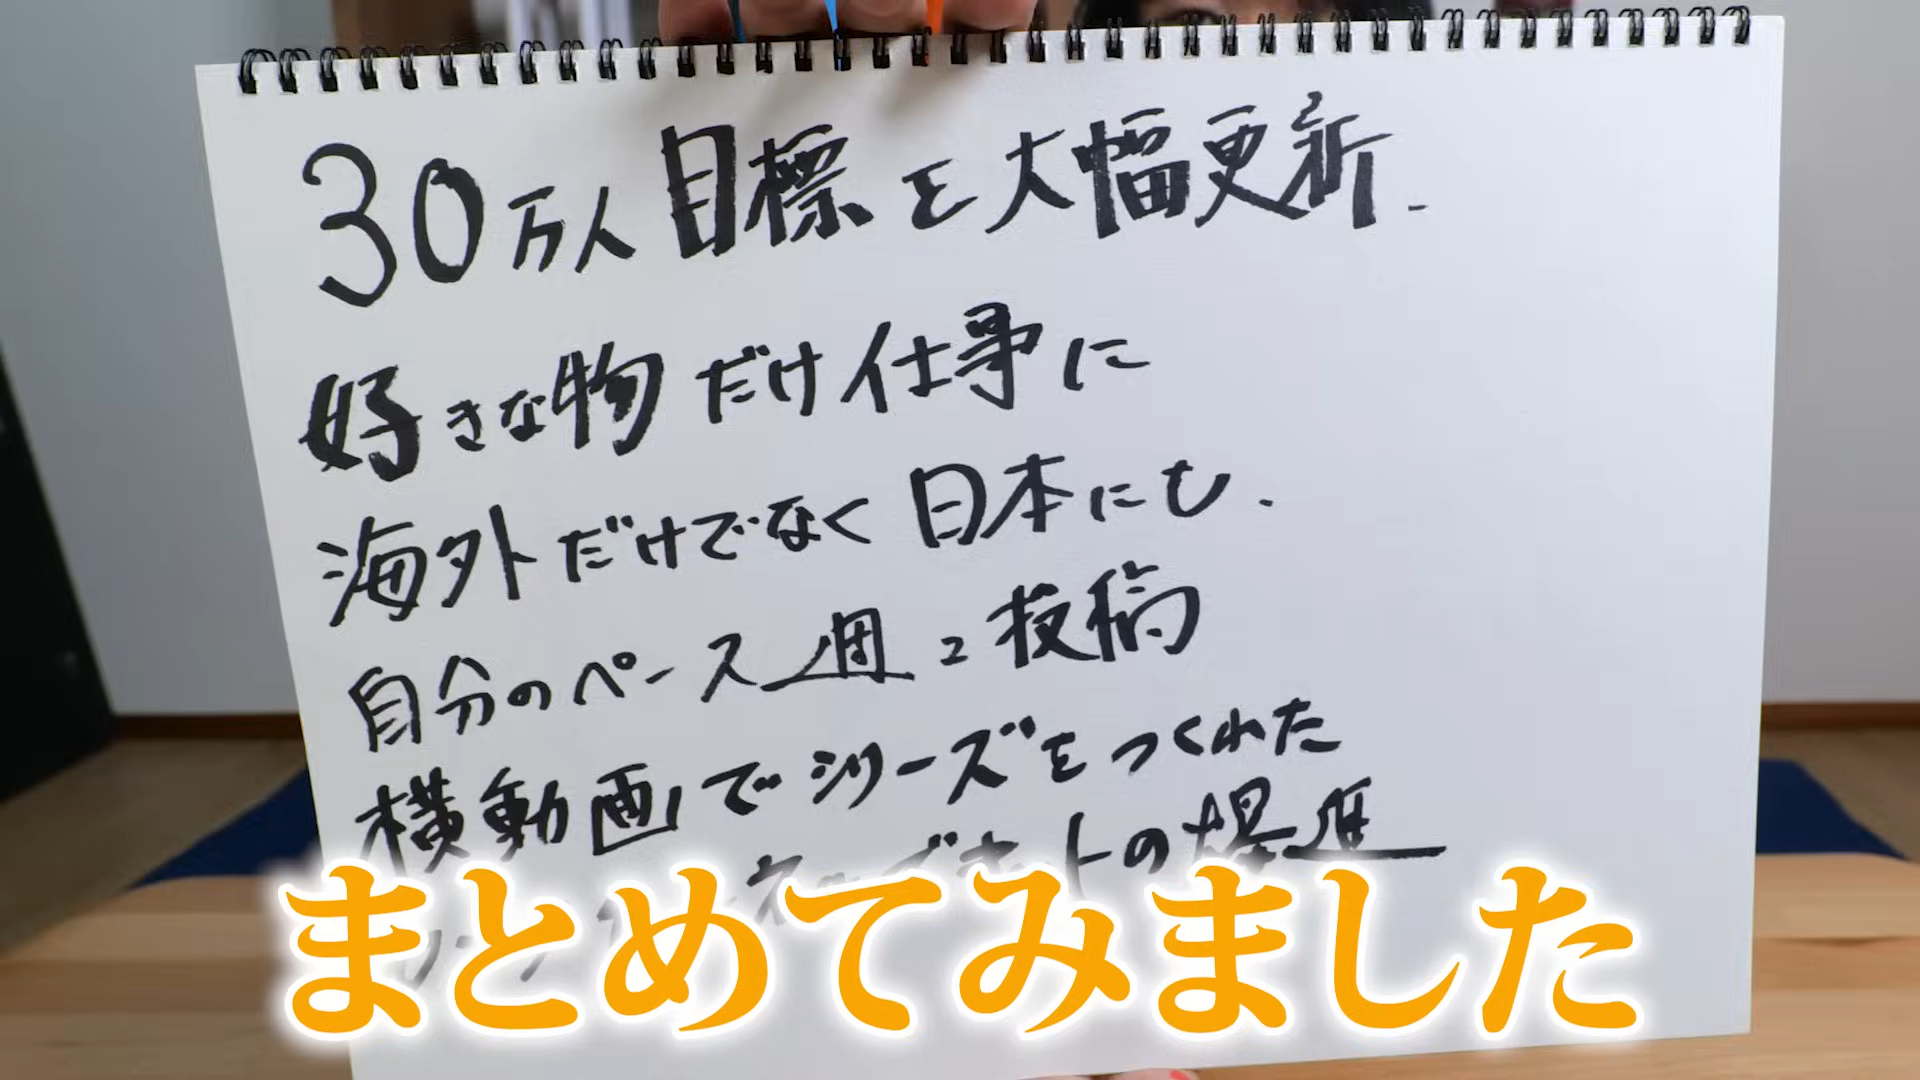 30万人目標を大幅更新.
好きな物だけ仕事に
海外だけでなく日本にも.
自分のペース週2投稿
横動画でシリーズをつくれた
の爆進
まとめてみました